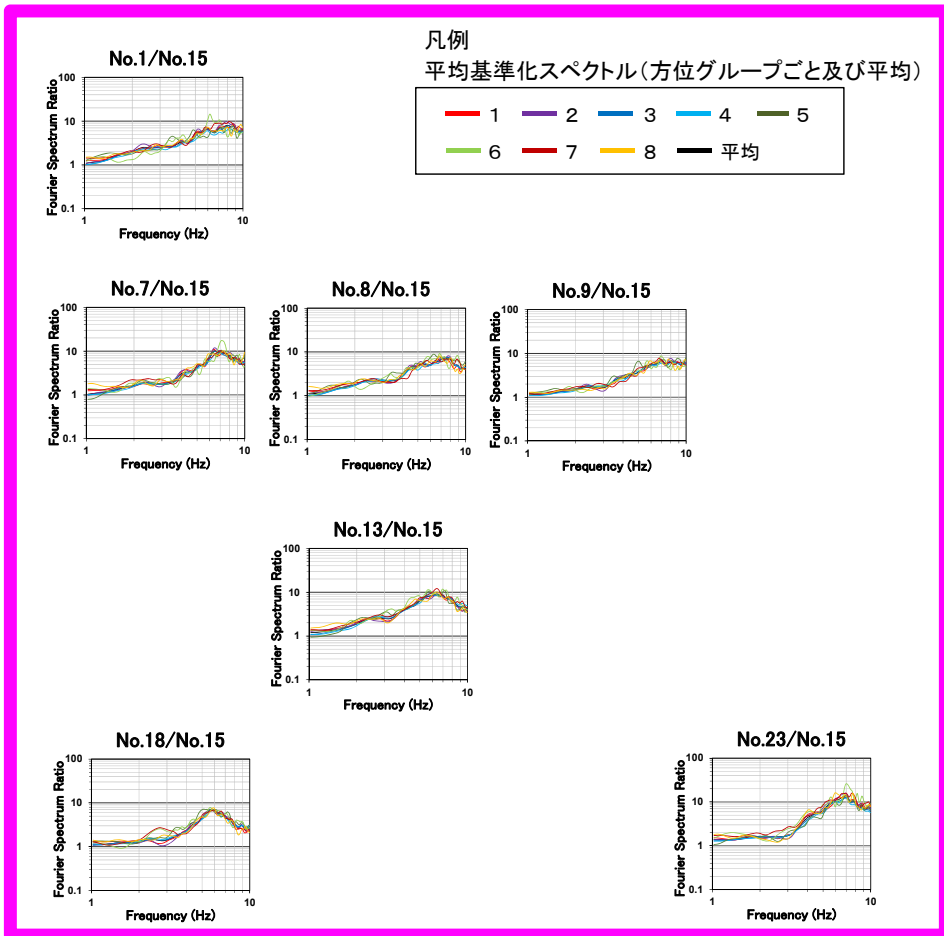 凡例
平均基準化スペクトル(方位グループごと及び平均)
1 2 3 4 5
6 7 8 平均
No.1/No.15
Fourier Spectrum Ratio
100
10
1
0.1
1 10
Frequency (Hz)
No.7/No.15
Fourier Spectrum Ratio
100
10
1
0.1
1 10
Frequency (Hz)
No.8/No.15
Fourier Spectrum Ratio
100
10
1
0.1
1 10
Frequency (Hz)
No.9/No.15
Fourier Spectrum Ratio
100
10
1
0.1
1 10
Frequency (Hz)
No.13/No.15
Fourier Spectrum Ratio
100
10
1
0.1
1 10
Frequency (Hz)
No.18/No.15
Fourier Spectrum Ratio
100
10
1
0.1
1 10
Frequency (Hz)
No.23/No.15
Fourier Spectrum Ratio
100
10
1
0.1
1 10
Frequency (Hz)